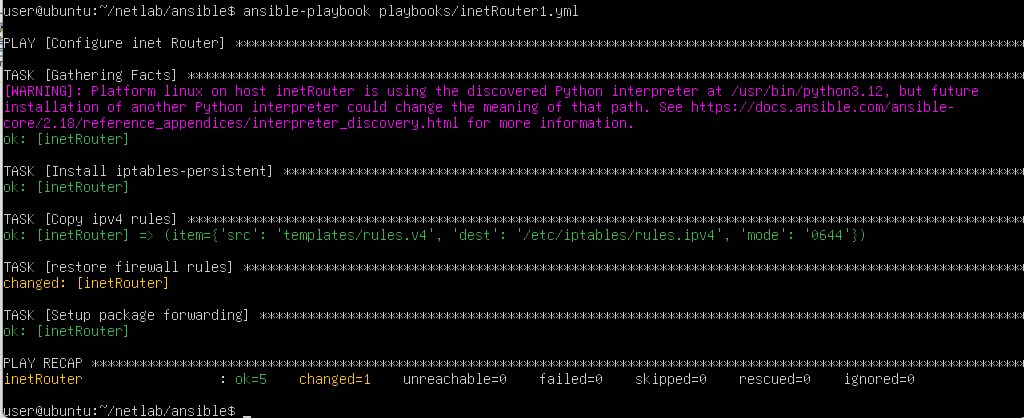 user@ubuntu:~/netlab/ansible$ ansible-playbook playbooks/inetRouter1.yml
PLAY [Configure inet Router] ****************************************************************************************************
TASK [Gathering Facts] **********************************************************************************************************
[WARNING]: Platform linux on host inetRouter is using the discovered Python interpreter at /usr/bin/python3.12, but future
installation of another Python interpreter could change the meaning of that path. See https://docs.ansible.com/ansible-
core/2.18/reference_appendices/interpreter_discovery.html for more information.
ok: [inetRouter]
TASK [Install iptables-persistent] **********************************************************************************************
ok: [inetRouter]
TASK [Copy ipv4 rules] **********************************************************************************************************
ok: [inetRouter] => (item={'src': 'templates/rules.v4', 'dest': '/etc/iptables/rules.ipv4', 'mode': '0644'})
TASK [restore firewall rules] ***************************************************************************************************
changed: [inetRouter]
TASK [Setup package forwarding] *************************************************************************************************
ok: [inetRouter]
PLAY RECAP **********************************************************************************************************************
inetRouter                 : ok=5    changed=1    unreachable=0    failed=0    skipped=0    rescued=0    ignored=0
user@ubuntu:~/netlab/ansible$ _